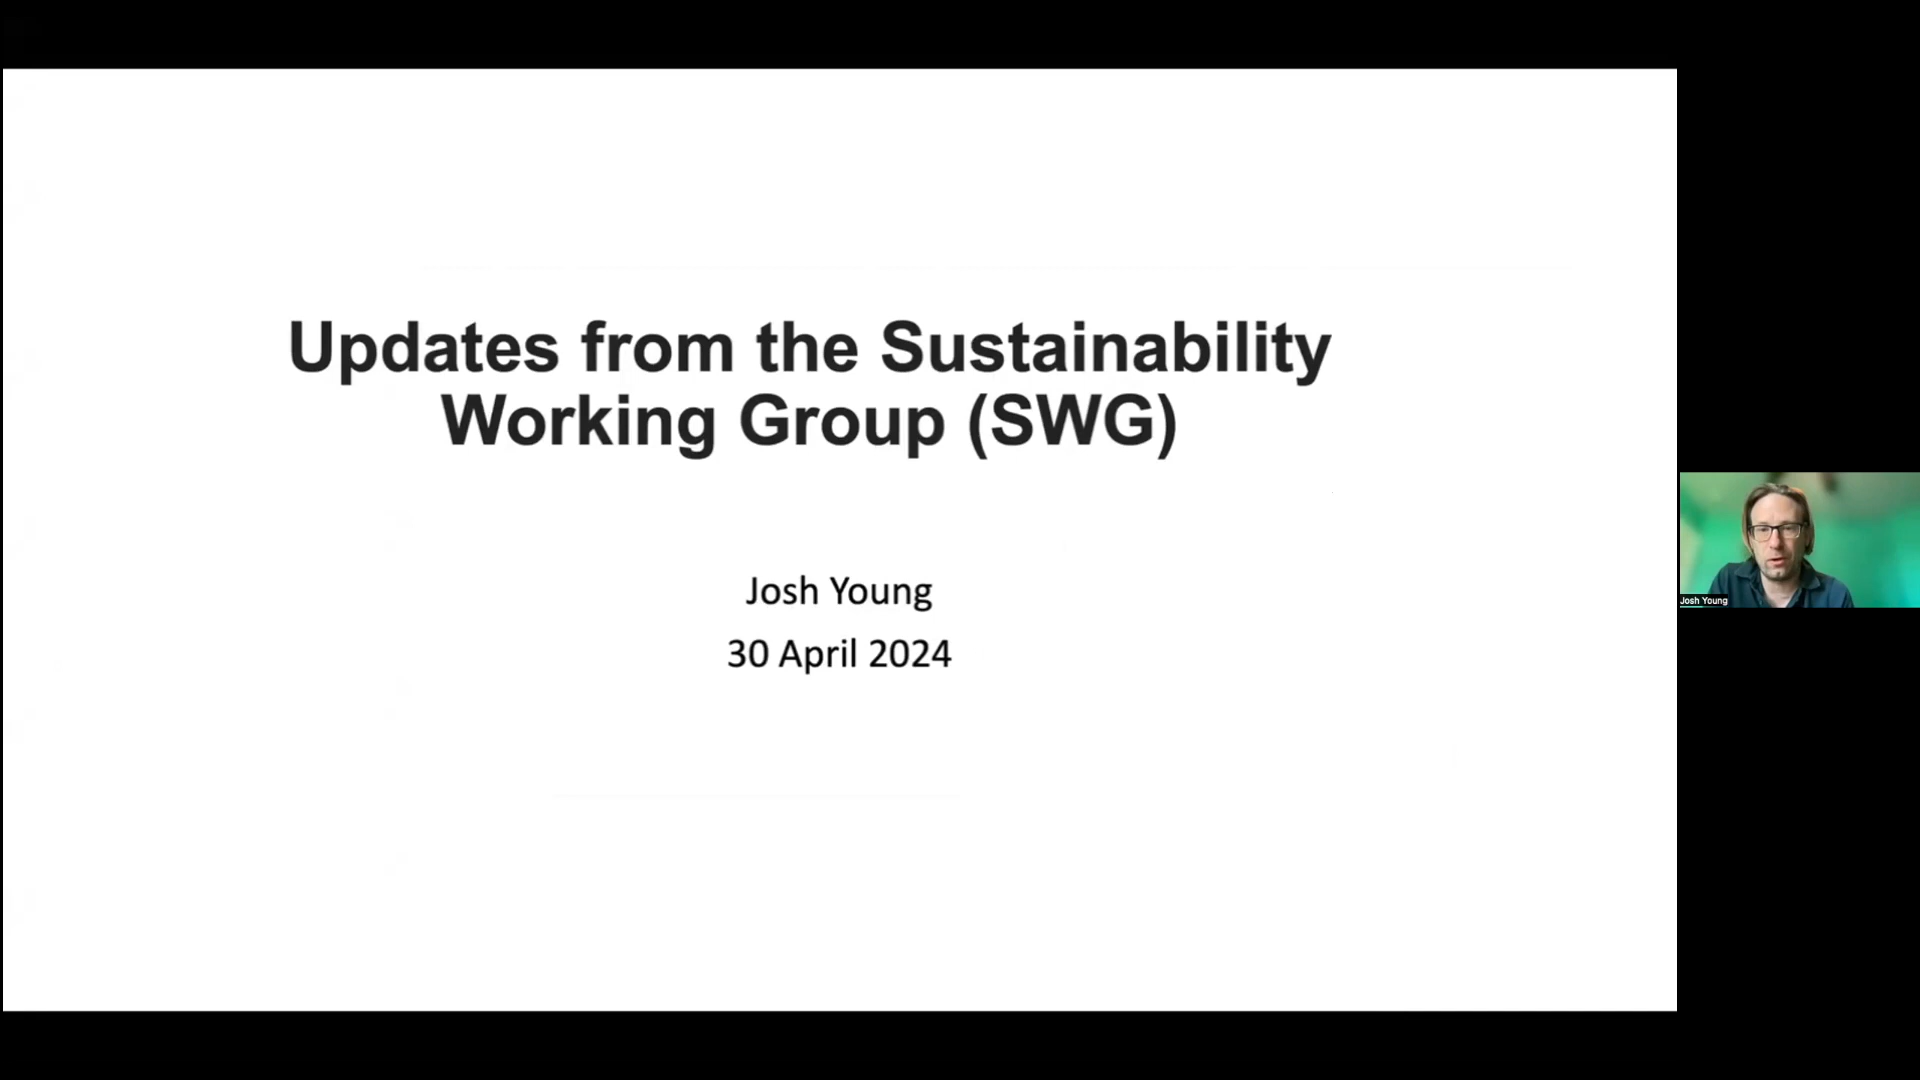 Updates from the Sustainability
Working Group (SWG)
Josh Young
30 April 2024
Josh Young